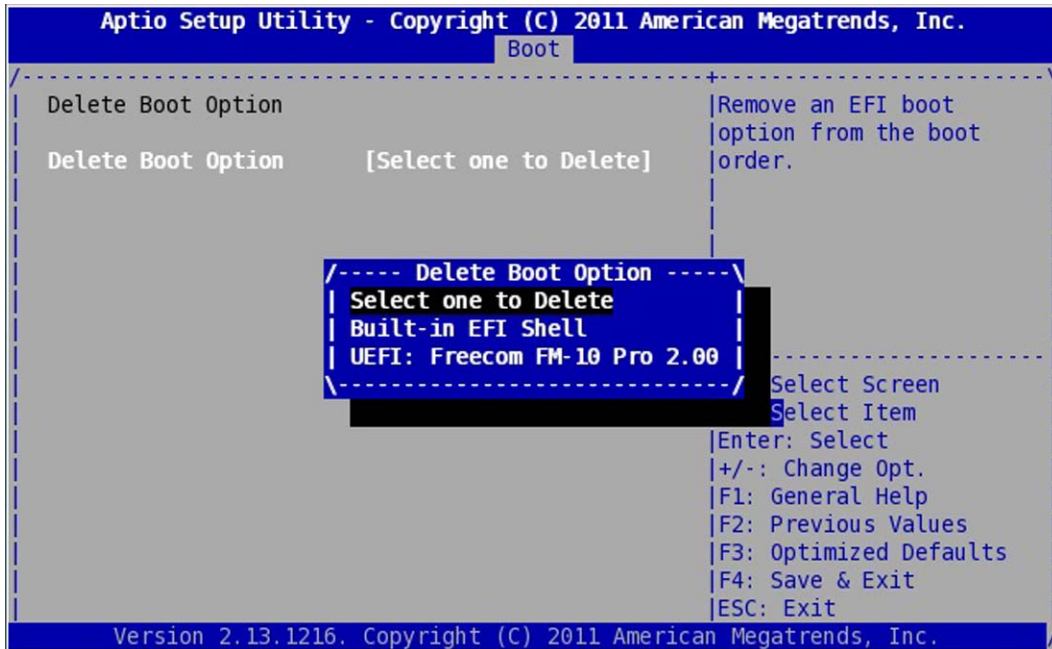 Aptio Setup Utility - Copyright (C) 2011 American Megatrends, Inc.
Boot
Delete Boot Option
Delete Boot Option [Select one to Delete]
Remove an EFI boot
option from the boot
order.
/----- Delete Boot Option -----\
Select one to Delete
Built-in EFI Shell
UEFI: Freecom FM-10 Pro 2.00
Select Screen
Select Item
Enter: Select
+/-: Change Opt.
F1: General Help
F2: Previous Values
F3: Optimized Defaults
F4: Save & Exit
ESC: Exit
Version 2.13.1216. Copyright (C) 2011 American Megatrends, Inc.